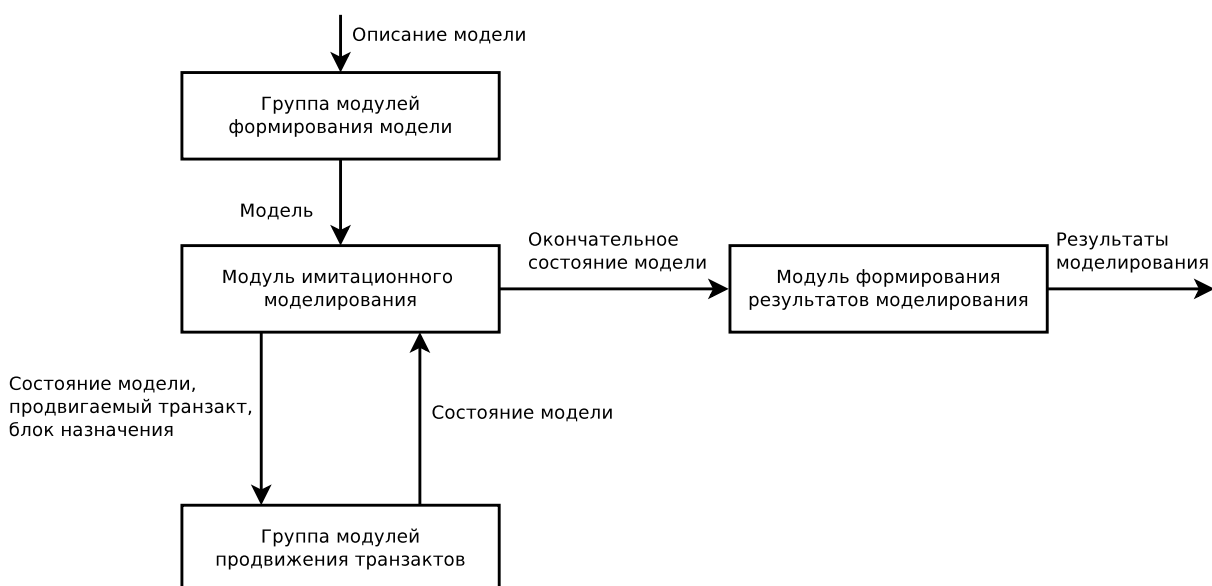 Описание модели
Группа модулей
формирования модели
Модель
Модуль имитационного
моделирования
Окончательное
состояние модели
Модуль формирования
результатов моделирования
Результаты
моделирования
Состояние модели,
продвигаемый транзакт,
блок назначения
Состояние модели
Группа модулей
продвижения транзактов